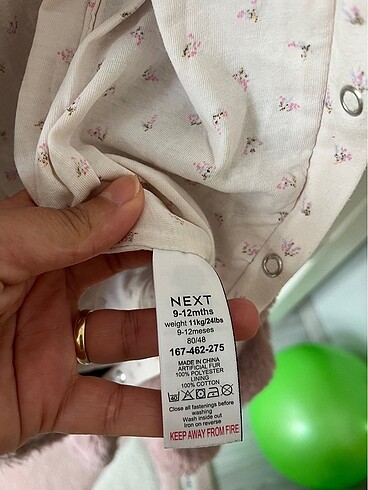 NEXT
9-12mths
weight 11kg/24lbs
9-12meses
80/48
167-462-275
MADE IN CHINA
ARTIFICIAL FUR
100% POLYESTER
LINING
100% COTTON
40
Close all fastenings before
washing
Wash inside out
Iron on reverse
KEEP AWAY FROM FIRE